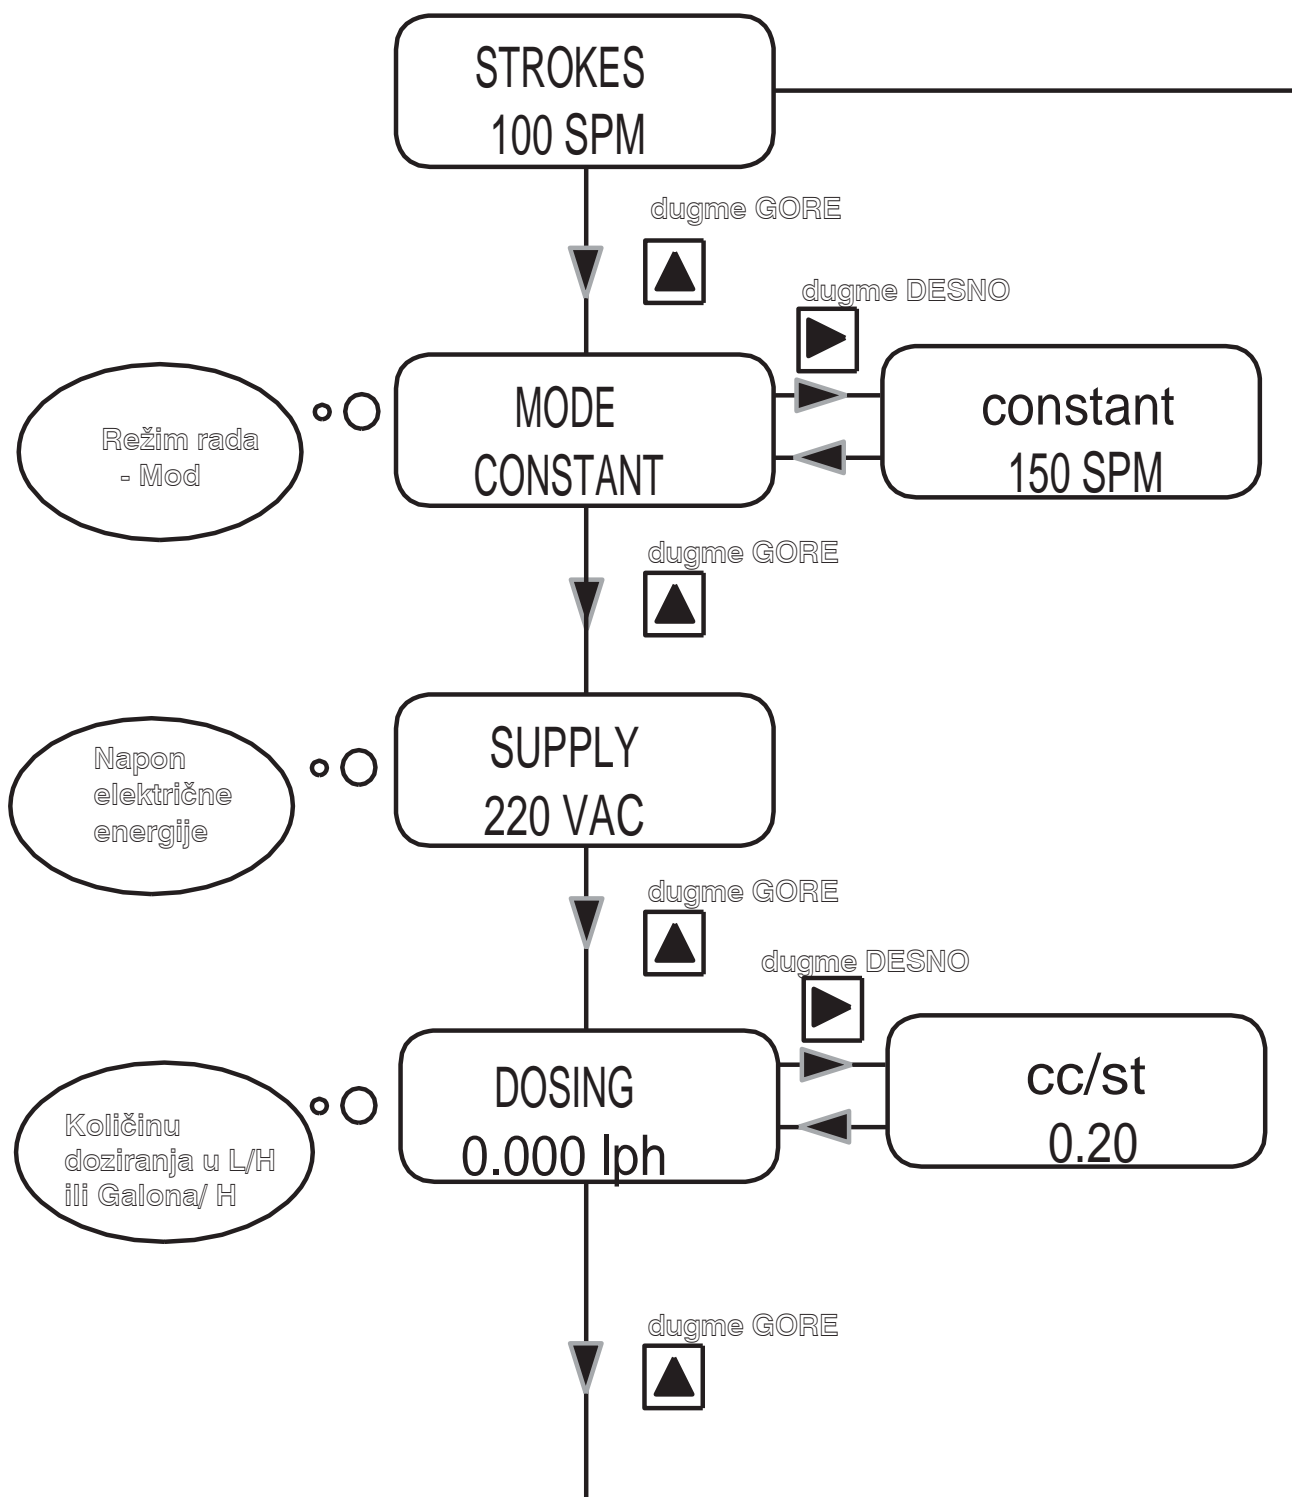 STROKES
100 SPM
dugme GORE
dugme DESNO
Režim rada
- Mod
MODE
CONSTANT
constant
150 SPM
dugme GORE
Napon
električne
energije
SUPPLY
220 VAC
dugme GORE
dugme DESNO
Količinu
doziranja u L/H
ili Galona/ H
DOSING
0.000 lph
cc/st
0.20
dugme GORE